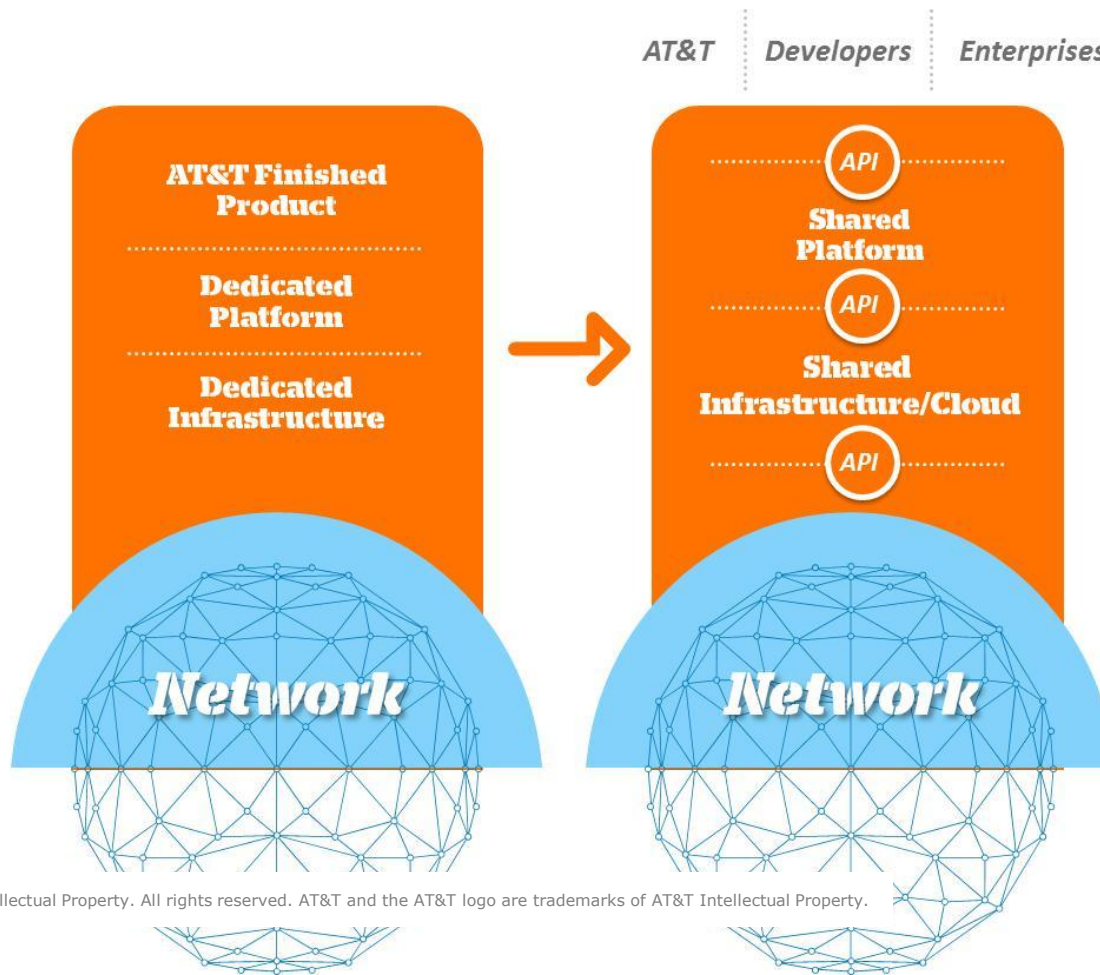 AT&T
Developers
Enterprises
AT&T Finished
Product
Dedicated
Platform
Dedicated
Infrastructure
Network
API
Shared
Platform
API
Shared
Infrastructure/Cloud
API
Network
Property. All rights reserved. AT&T and the AT&T logo are trademarks of AT&T Intellectual Property.